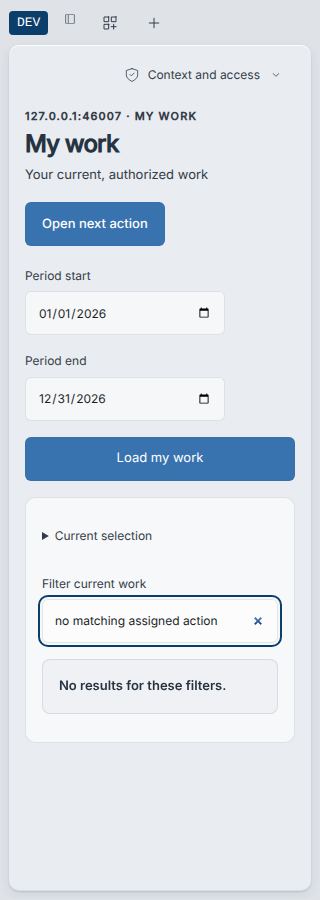 DEV
Context and access
127.0.0.1:46007 · MY WORK
My work
Your current, authorized work
Open next action
Period start
01/01/2026
Period end
12/31/2026
Load my work
Current selection
Filter current work
no matching assigned action
No results for these filters.